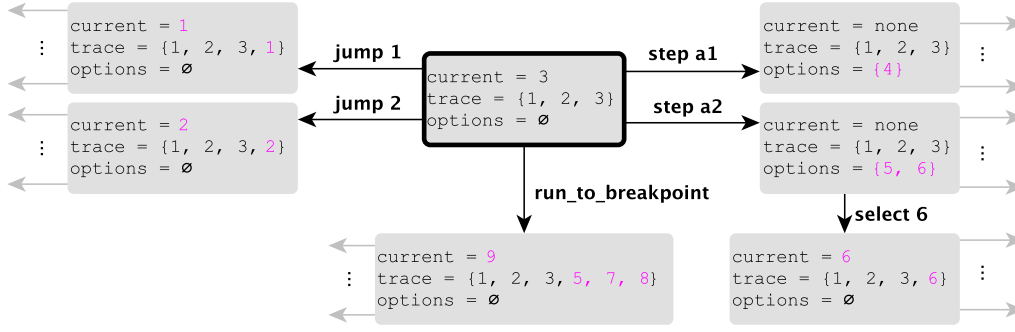 current = 1
trace = {1, 2, 3, 1}
options = ∅
jump 1
current = 3
trace = {1, 2, 3}
options = ∅
step a1
current = none
trace = {1, 2, 3}
options = {4}
current = 2
trace = {1, 2, 3, 2}
options = ∅
jump 2
step a2
current = none
trace = {1, 2, 3}
options = {5, 6}
run_to_breakpoint
select 6
current = 9
trace = {1, 2, 3, 5, 7, 8}
options = ∅
current = 6
trace = {1, 2, 3, 6}
options = ∅